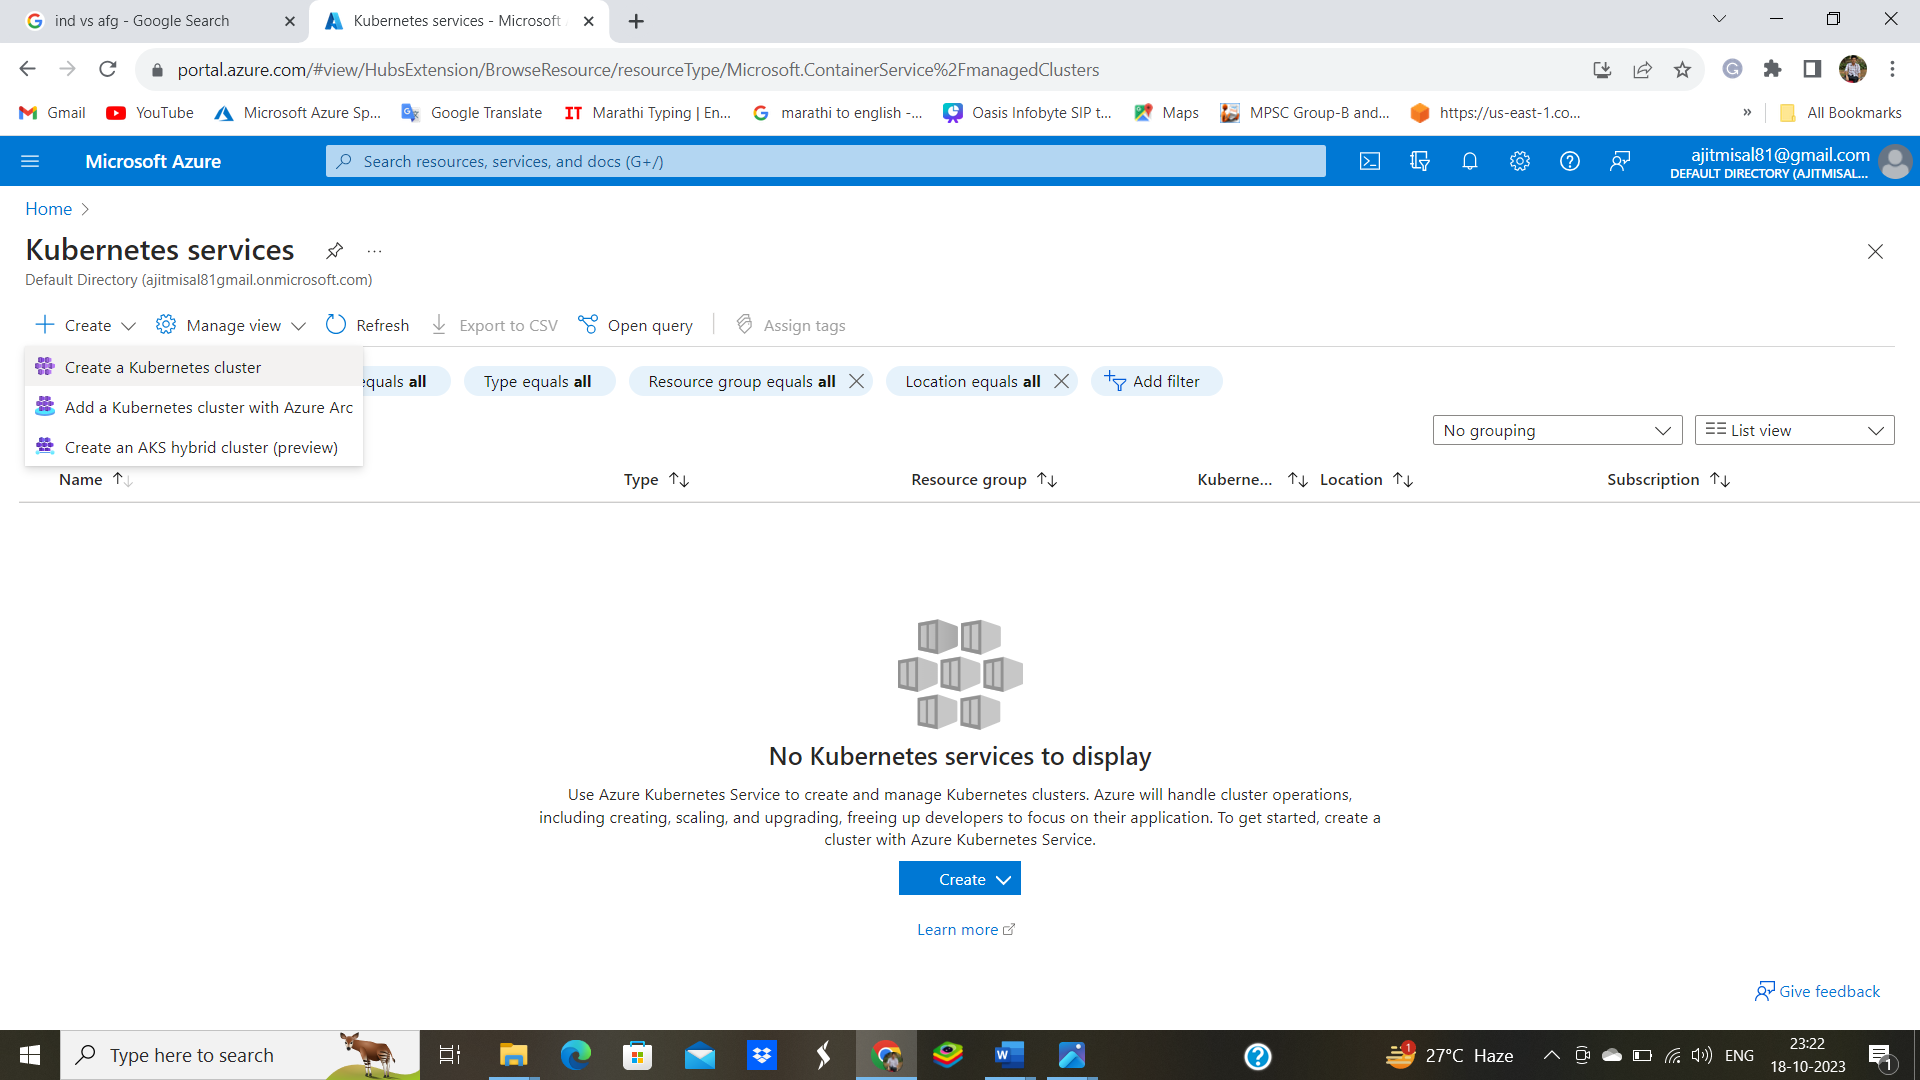 ind vs afg - Google Search
Kubernetes services - Microsoft
portal.azure.com/#view/HubsExtension/BrowseResource/resourceType/Microsoft.ContainerService%2FmanagedClusters
Gmail YouTube Microsoft Azure Sp... Google Translate Marathi Typing | En... marathi to english -... Oasis Infobyte SIP t... Maps MPSC Group-B and... https://us-east-1.co... » All Bookmarks
Microsoft Azure
Search resources, services, and docs (G+/)
ajitmisal81@gmail.com
DEFAULT DIRECTORY (AJITMISAL...
Home >
Kubernetes services ...
Default Directory (ajitmisal81gmail.onmicrosoft.com)
Create Manage view Refresh Export to CSV Open query Assign tags
Create a Kubernetes cluster
Add a Kubernetes cluster with Azure Arc
Create an AKS hybrid cluster (preview)
equals all Type equals all Resource group equals all Location equals all Add filter
No grouping List view
Name Type Resource group Kuberne... Location Subscription
No Kubernetes services to display
Use Azure Kubernetes Service to create and manage Kubernetes clusters. Azure will handle cluster operations,
including creating, scaling, and upgrading, freeing up developers to focus on their application. To get started, create a
cluster with Azure Kubernetes Service.
Create
Learn more
Give feedback
Type here to search
27°C Haze
ENG
23:22
18-10-2023
1